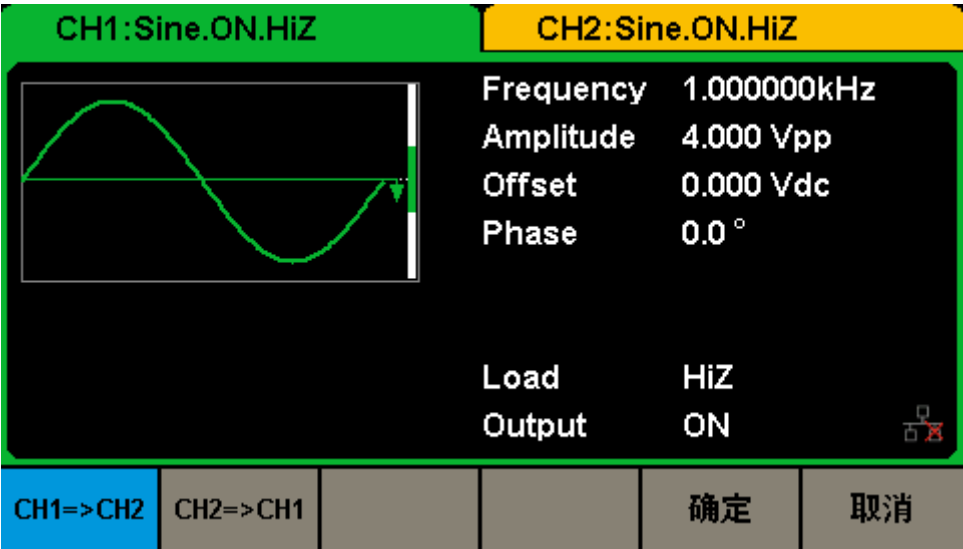 CH1:Sine.ON.HiZ
CH2:Sine.ON.HiZ
Frequency 1.000000kHz
Amplitude 4.000 Vpp
Offset 0.000 Vdc
Phase 0.0 °
Load HiZ
Output ON
CH1=>CH2
CH2=>CH1
确定
取消